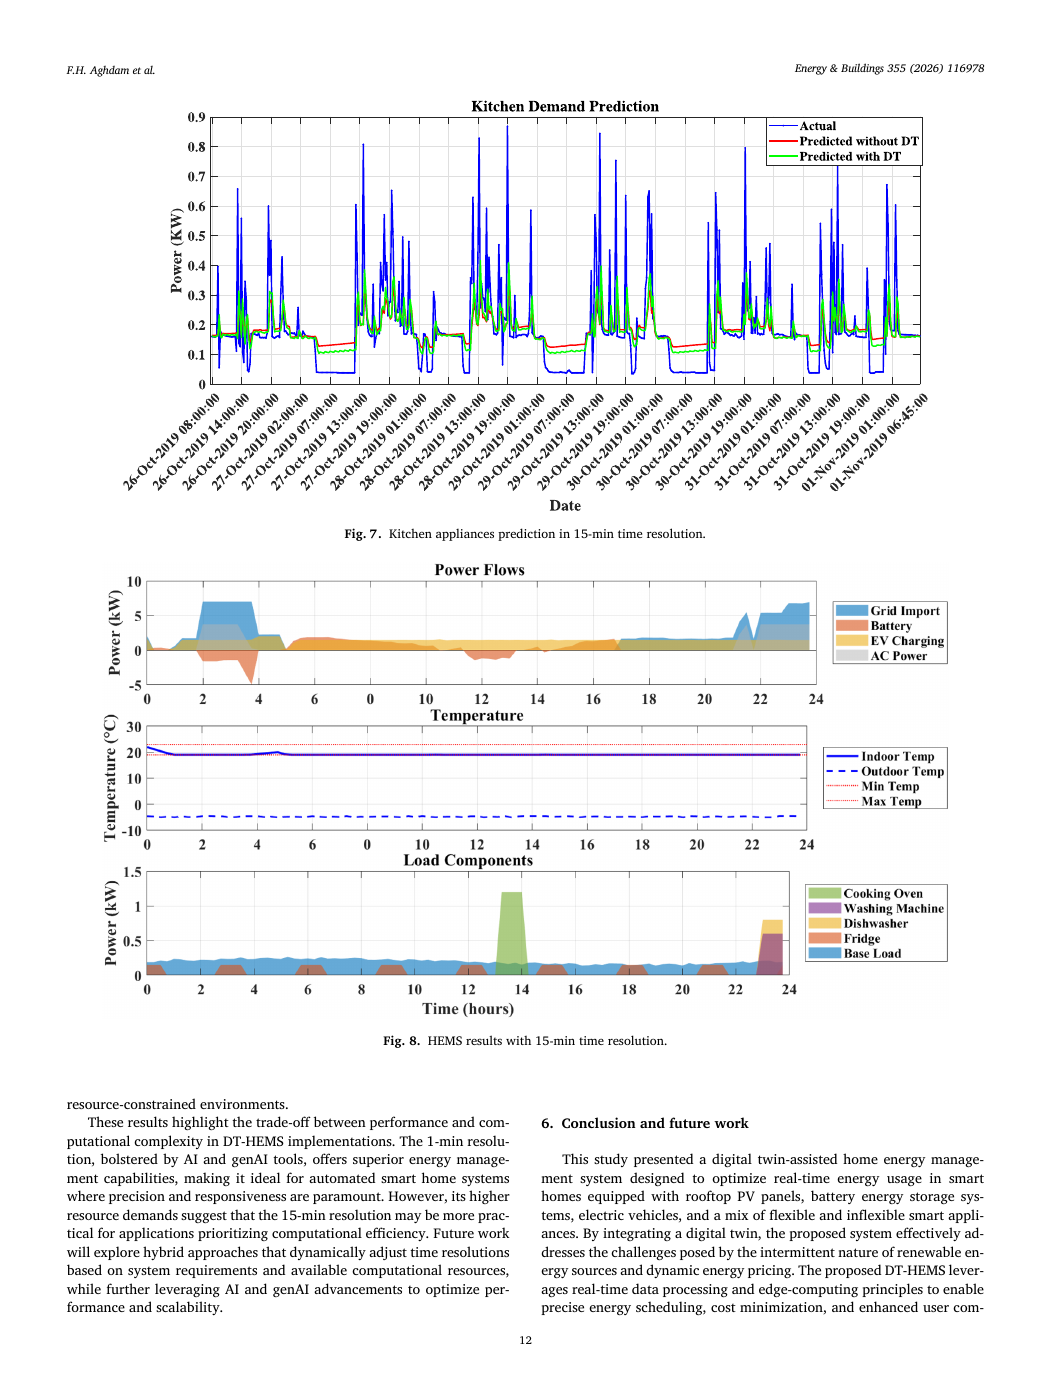 F.H. Aghdam et al.
Energy & Buildings 355 (2026) 116978
Kitchen Demand Prediction
Actual
Predicted without DT
Predicted with DT
0.9
0.8
0.7
0.6
0.5
0.4
0.3
0.2
0.1
0
Power (KW)
26-Oct-2019 08:00:00
26-Oct-2019 14:00:00
26-Oct-2019 20:00:00
27-Oct-2019 02:00:00
27-Oct-2019 07:00:00
27-Oct-2019 13:00:00
27-Oct-2019 19:00:00
28-Oct-2019 01:00:00
28-Oct-2019 07:00:00
28-Oct-2019 13:00:00
28-Oct-2019 19:00:00
29-Oct-2019 01:00:00
29-Oct-2019 07:00:00
29-Oct-2019 13:00:00
29-Oct-2019 19:00:00
30-Oct-2019 01:00:00
30-Oct-2019 07:00:00
30-Oct-2019 13:00:00
30-Oct-2019 19:00:00
31-Oct-2019 01:00:00
31-Oct-2019 07:00:00
31-Oct-2019 13:00:00
31-Oct-2019 19:00:00
01-Nov-2019 01:00:00
01-Nov-2019 06:45:00
Date
Fig. 7. Kitchen appliances prediction in 15-min time resolution.
Power Flows
Power (kW)
10
5
0
-5
0 2 4 6 0 10 12 14 16 18 20 22 24
Grid Import
Battery
EV Charging
AC Power
Temperature
Temperature (°C)
30
20
10
0
-10
0 2 4 6 0 10 12 14 16 18 20 22 24
Indoor Temp
Outdoor Temp
Min Temp
Max Temp
Load Components
Power (kW)
1.5
1
0.5
0
0 2 4 6 8 10 12 14 16 18 20 22 24
Cooking Oven
Washing Machine
Dishwasher
Fridge
Base Load
Time (hours)
Fig. 8. HEMS results with 15-min time resolution.
resource-constrained environments.
These results highlight the trade-off between performance and com-
putational complexity in DT-HEMS implementations. The 1-min resolu-
tion, bolstered by AI and genAI tools, offers superior energy manage-
ment capabilities, making it ideal for automated smart home systems
where precision and responsiveness are paramount. However, its higher
resource demands suggest that the 15-min resolution may be more prac-
tical for applications prioritizing computational efficiency. Future work
will explore hybrid approaches that dynamically adjust time resolutions
based on system requirements and available computational resources,
while further leveraging AI and genAI advancements to optimize per-
formance and scalability.
6. Conclusion and future work
This study presented a digital twin-assisted home energy manage-
ment system designed to optimize real-time energy usage in smart
homes equipped with rooftop PV panels, battery energy storage sys-
tems, electric vehicles, and a mix of flexible and inflexible smart appli-
ances. By integrating a digital twin, the proposed system effectively ad-
dresses the challenges posed by the intermittent nature of renewable en-
ergy sources and dynamic energy pricing. The proposed DT-HEMS lever-
ages real-time data processing and edge-computing principles to enable
precise energy scheduling, cost minimization, and enhanced user com-
12